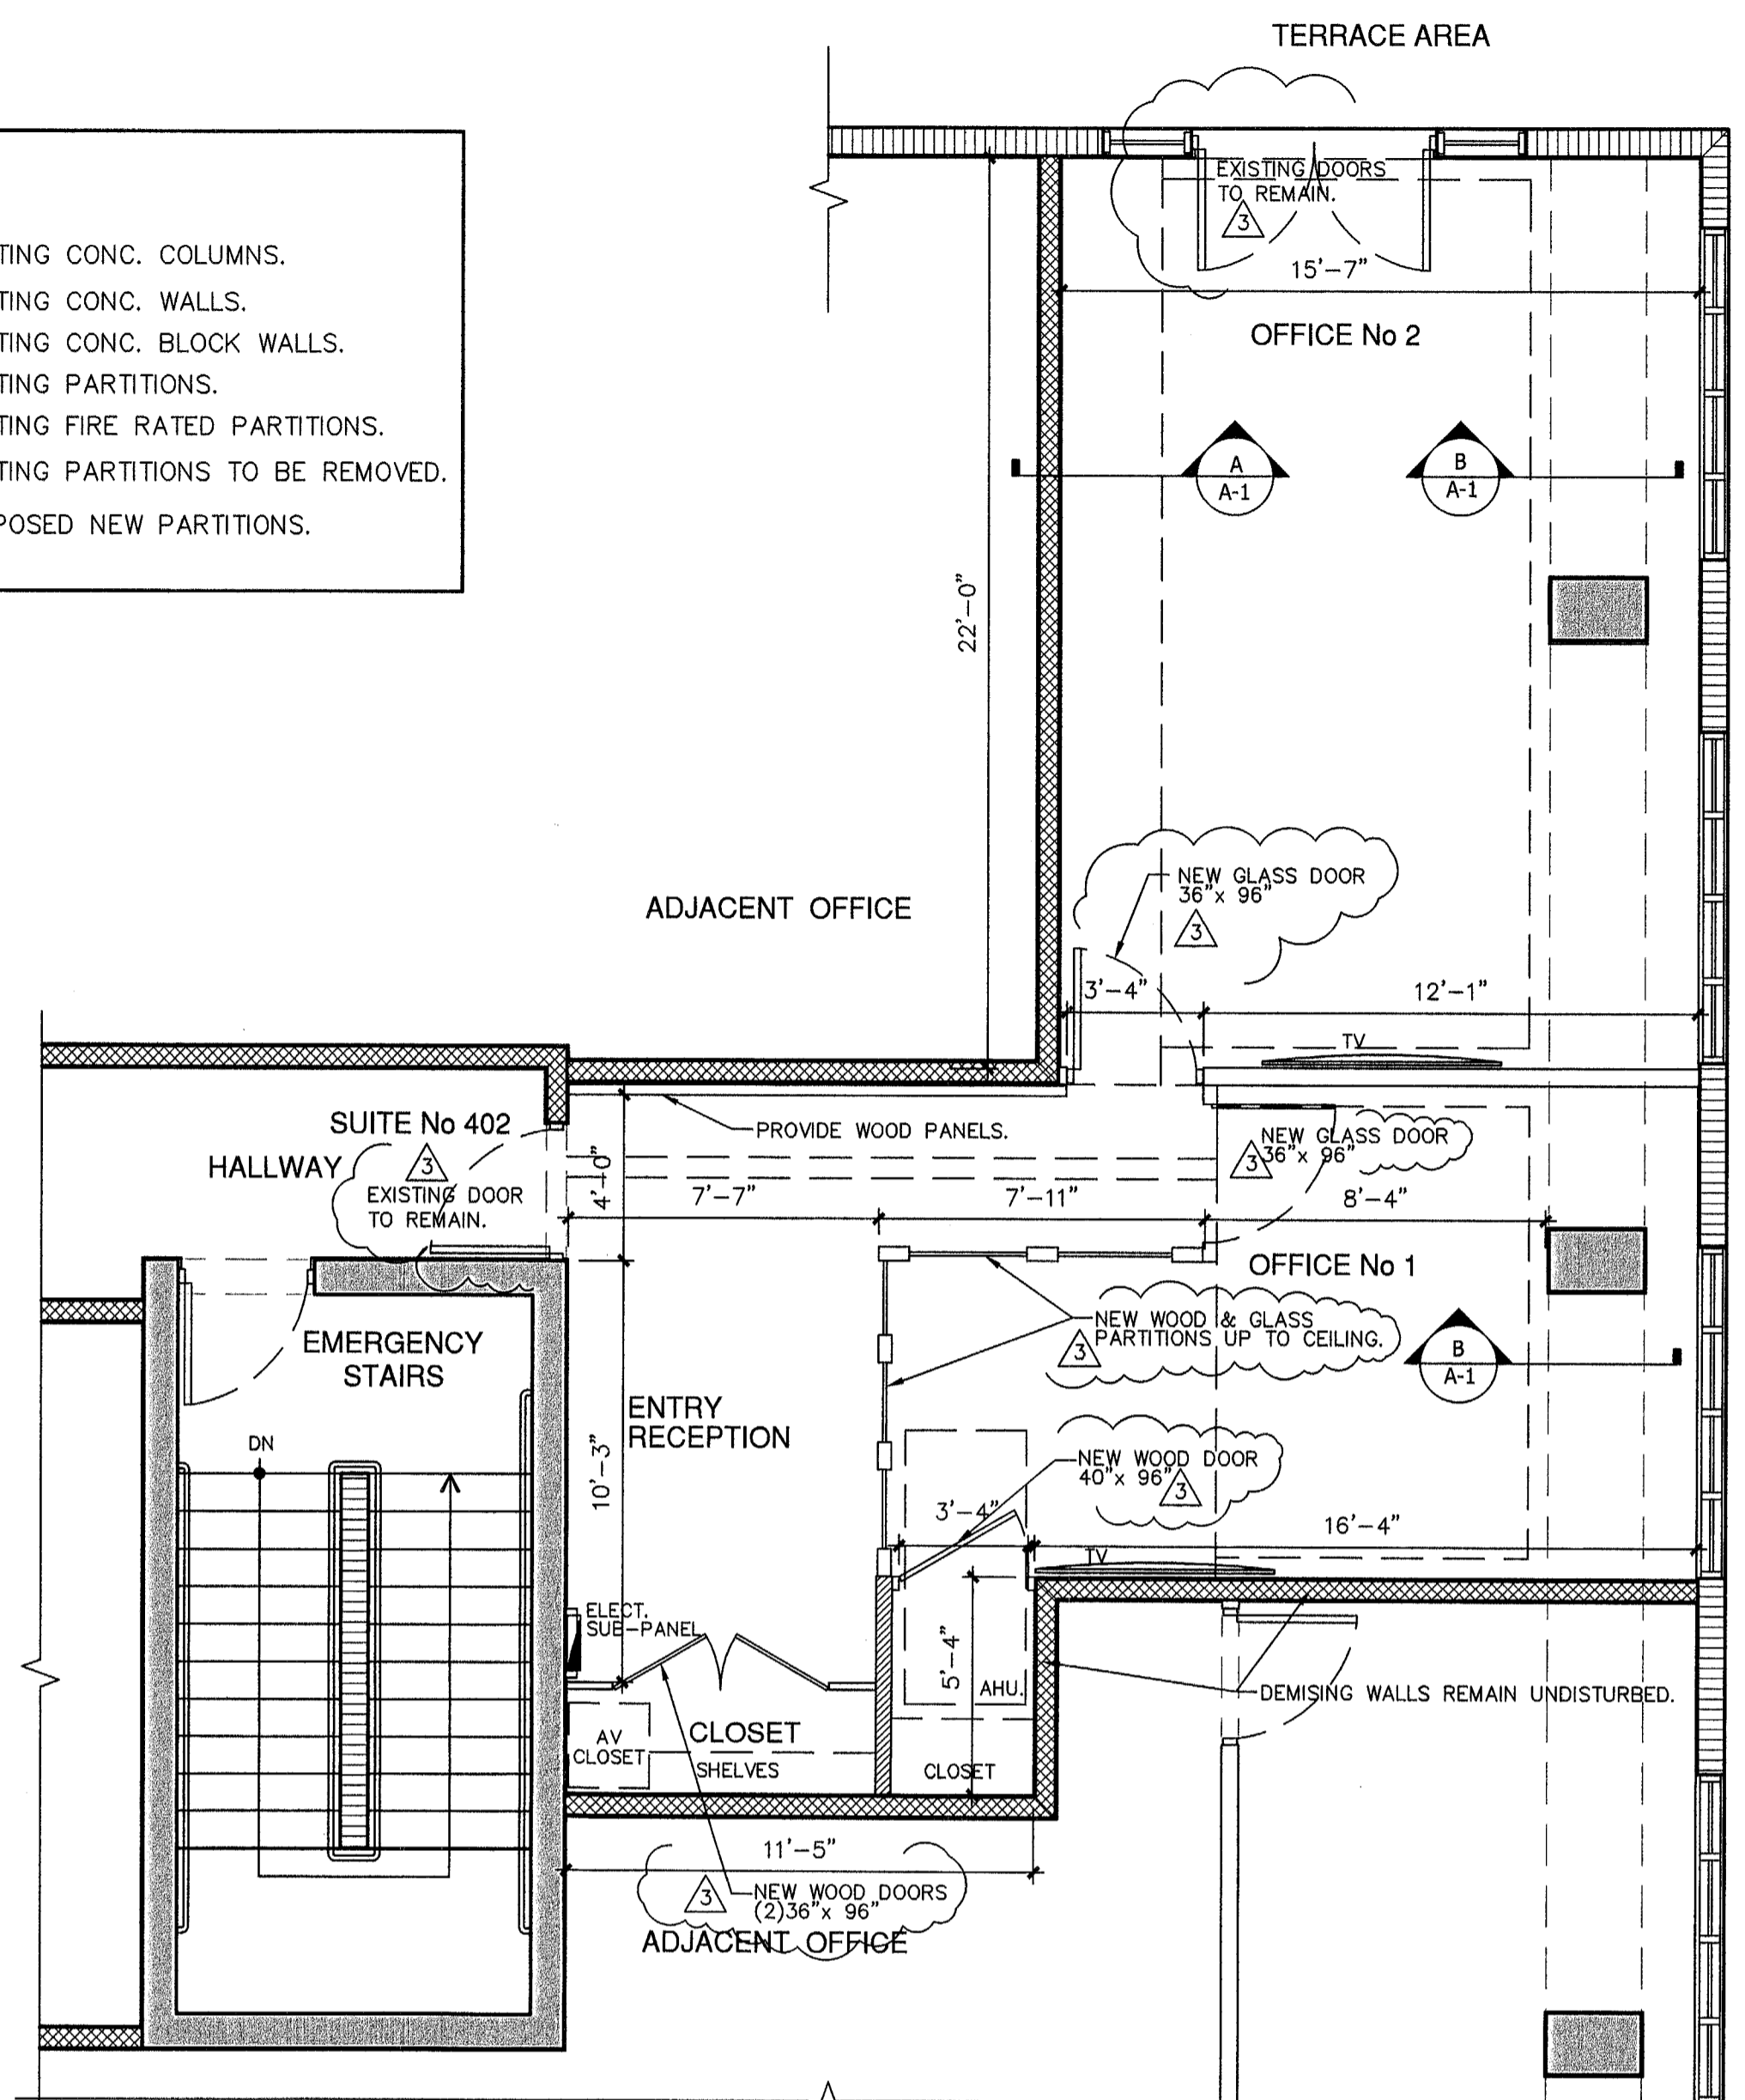 TERRACE AREA
TING CONC. COLUMNS.
TING CONC. WALLS.
TING CONC. BLOCK WALLS.
TING PARTITIONS.
TING FIRE RATED PARTITIONS.
TING PARTITIONS TO BE REMOVED.
POSED NEW PARTITIONS.
EXISTING DOORS
TO REMAIN.
3
15'-7"
OFFICE No 2
A
A-1
B
A-1
22'-0"
NEW GLASS DOOR
36"x 96"
3
ADJACENT OFFICE
3'-4"
12'-1"
TV
SUITE No 402
HALLWAY
3
EXISTING DOOR
TO REMAIN.
PROVIDE WOOD PANELS.
4'-0"
7'-7"
7'-11"
NEW GLASS DOOR
36"x 96"
3
8'-4"
OFFICE No 1
NEW WOOD & GLASS
PARTITIONS UP TO CEILING.
3
B
A-1
EMERGENCY
STAIRS
DN
ENTRY
RECEPTION
10'-3"
NEW WOOD DOOR
40"x 96"
3
3'-4"
16'-4"
TV
ELECT.
SUB-PANEL
5'-4"
AHU.
DEMISING WALLS REMAIN UNDISTURBED.
AV
CLOSET
CLOSET
SHELVES
CLOSET
11'-5"
3
NEW WOOD DOORS
(2)36"x 96"
ADJACENT OFFICE